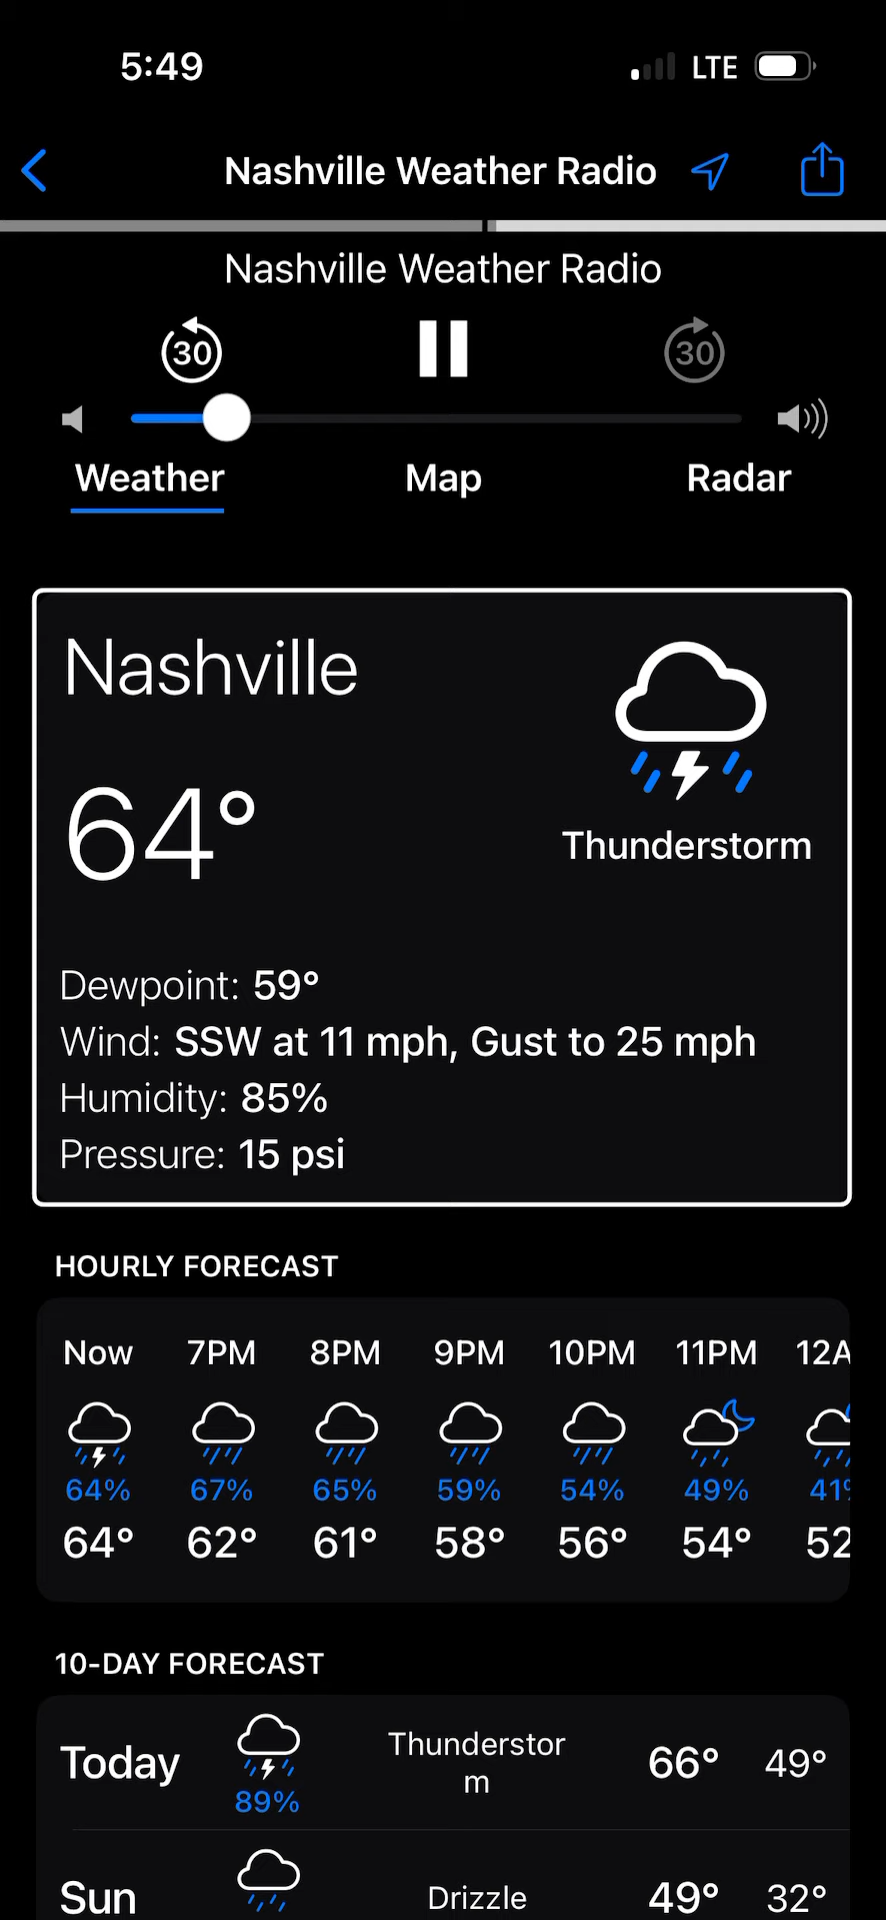 5:49 LTE
Nashville Weather Radio
Nashville Weather Radio
30 30
Weather Map Radar
Nashville
64°
Thunderstorm
Dewpoint: 59°
Wind: SSW at 11 mph, Gust to 25 mph
Humidity: 85%
Pressure: 15 psi
HOURLY FORECAST
Now 7PM 8PM 9PM 10PM 11PM 12A
64% 67% 65% 59% 54% 49% 41%
64° 62° 61° 58° 56° 54° 52
10-DAY FORECAST
Today Thunderstor
m 66° 49°
89%
Sun Drizzle 49° 32°